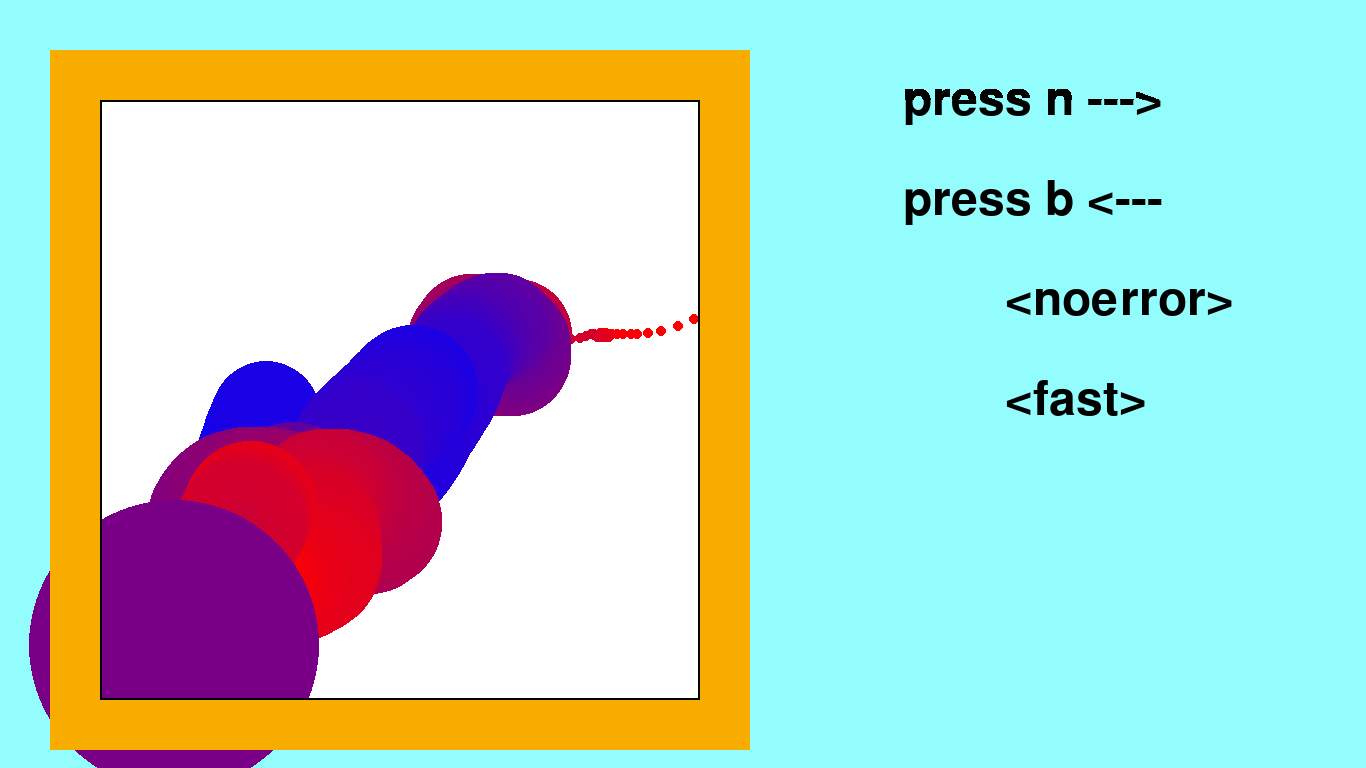 press n --->
press b <---
<noerror>
<fast>